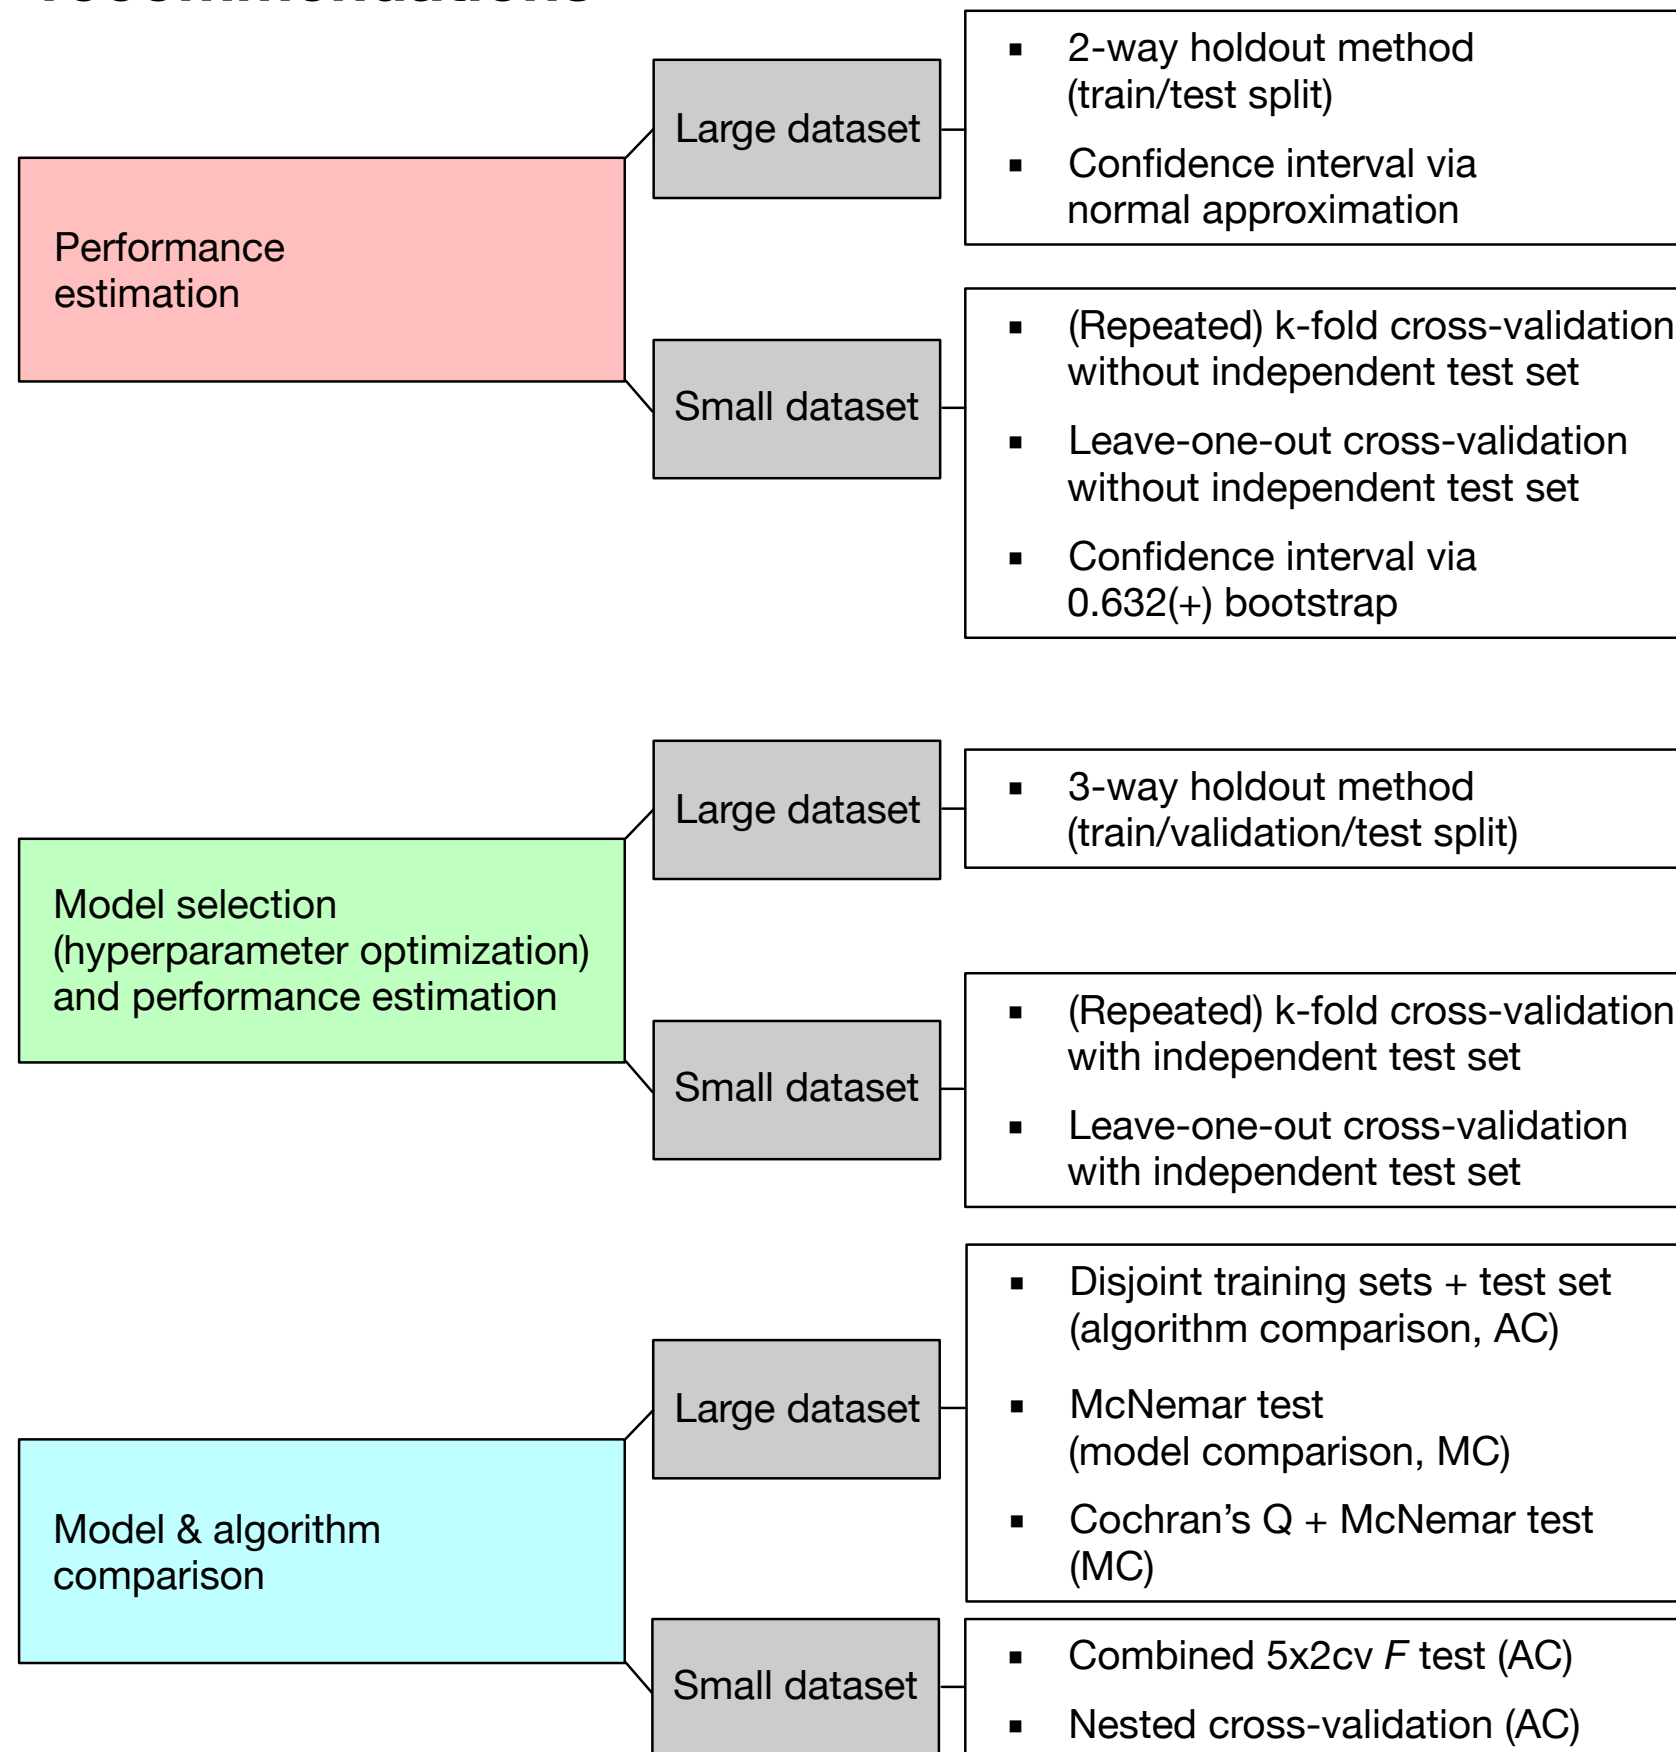 Performance
estimation
Large dataset
▪ 2-way holdout method
(train/test split)
▪ Confidence interval via
normal approximation
Small dataset
▪ (Repeated) k-fold cross-validation
without independent test set
▪ Leave-one-out cross-validation
without independent test set
▪ Confidence interval via
0.632(+) bootstrap
Model selection
(hyperparameter optimization)
and performance estimation
Large dataset
▪ 3-way holdout method
(train/validation/test split)
Small dataset
▪ (Repeated) k-fold cross-validation
with independent test set
▪ Leave-one-out cross-validation
with independent test set
Model & algorithm
comparison
Large dataset
▪ Disjoint training sets + test set
(algorithm comparison, AC)
▪ McNemar test
(model comparison, MC)
▪ Cochran’s Q + McNemar test
(MC)
Small dataset
▪ Combined 5x2cv F test (AC)
▪ Nested cross-validation (AC)